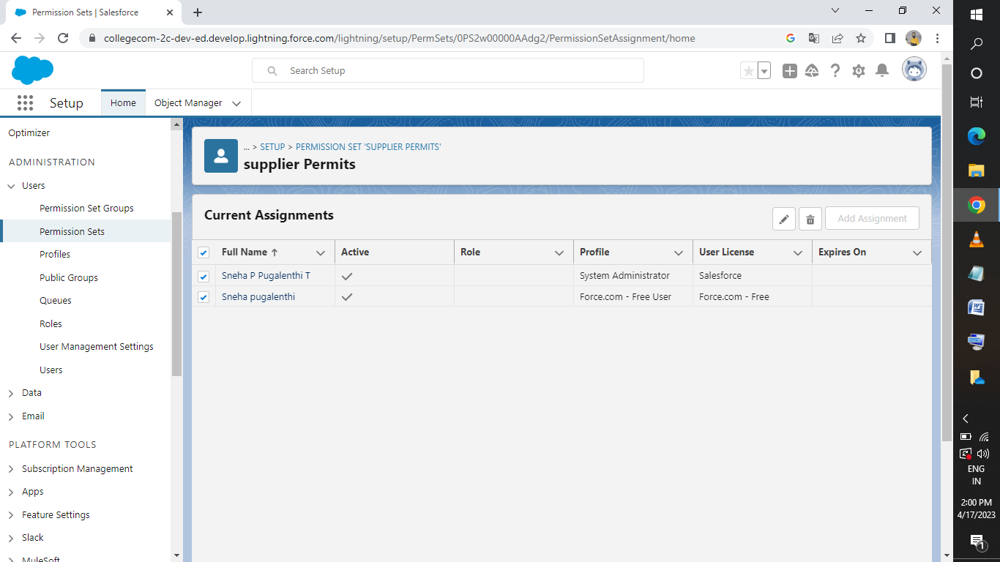 Permission Sets | Salesforce
collegecom-2c-dev-ed.develop.lightning.force.com/lightning/setup/PermSets/0PS2w00000AAdg2/PermissionSetAssignment/home
Search Setup
Setup
Home
Object Manager
Optimizer
ADMINISTRATION
Users
Permission Set Groups
Permission Sets
Profiles
Public Groups
Queues
Roles
User Management Settings
Users
Data
Email
PLATFORM TOOLS
Subscription Management
Apps
Feature Settings
Slack
MuleSoft
... > SETUP > PERMISSION SET 'SUPPLIER PERMITS'
supplier Permits
Current Assignments
Add Assignment
Full Name Active Role Profile User License Expires On
Sneha P Pugalenthi T System Administrator Salesforce
Sneha pugalenthi Force.com - Free User Force.com - Free
ENG
IN
2:00 PM
4/17/2023
1